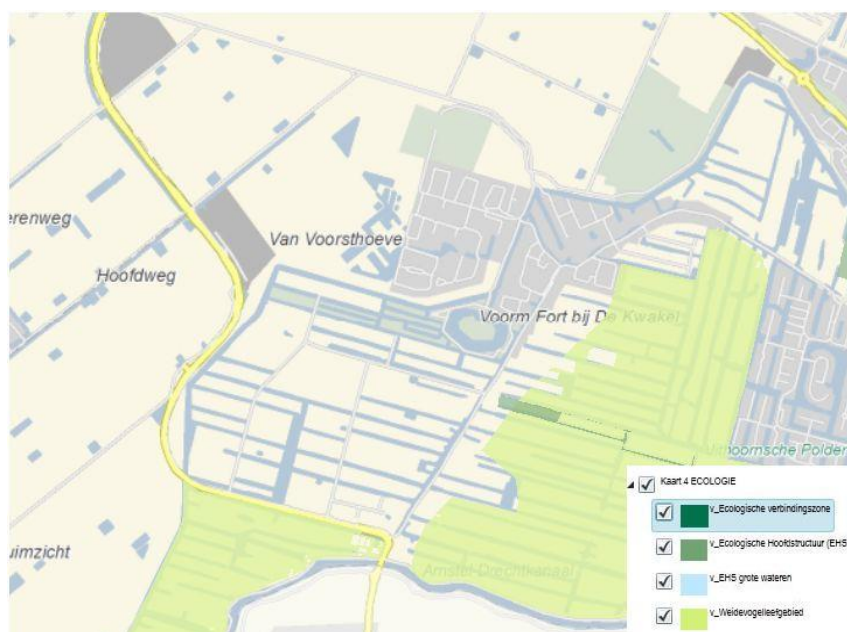 erenweg
Van Voorsthoeve
Hoofdweg
Voorm Fort bij De Kwakel
Uithoornsche Polder
uimzicht
Amstel-Drechtkanaal
Kaart 4 ECOLOGIE
v_Ecologische verbindingszone
v_Ecologische Hoofdstructuur (EHS
v_EHS grote wateren
v_Weidevogelleefgebied